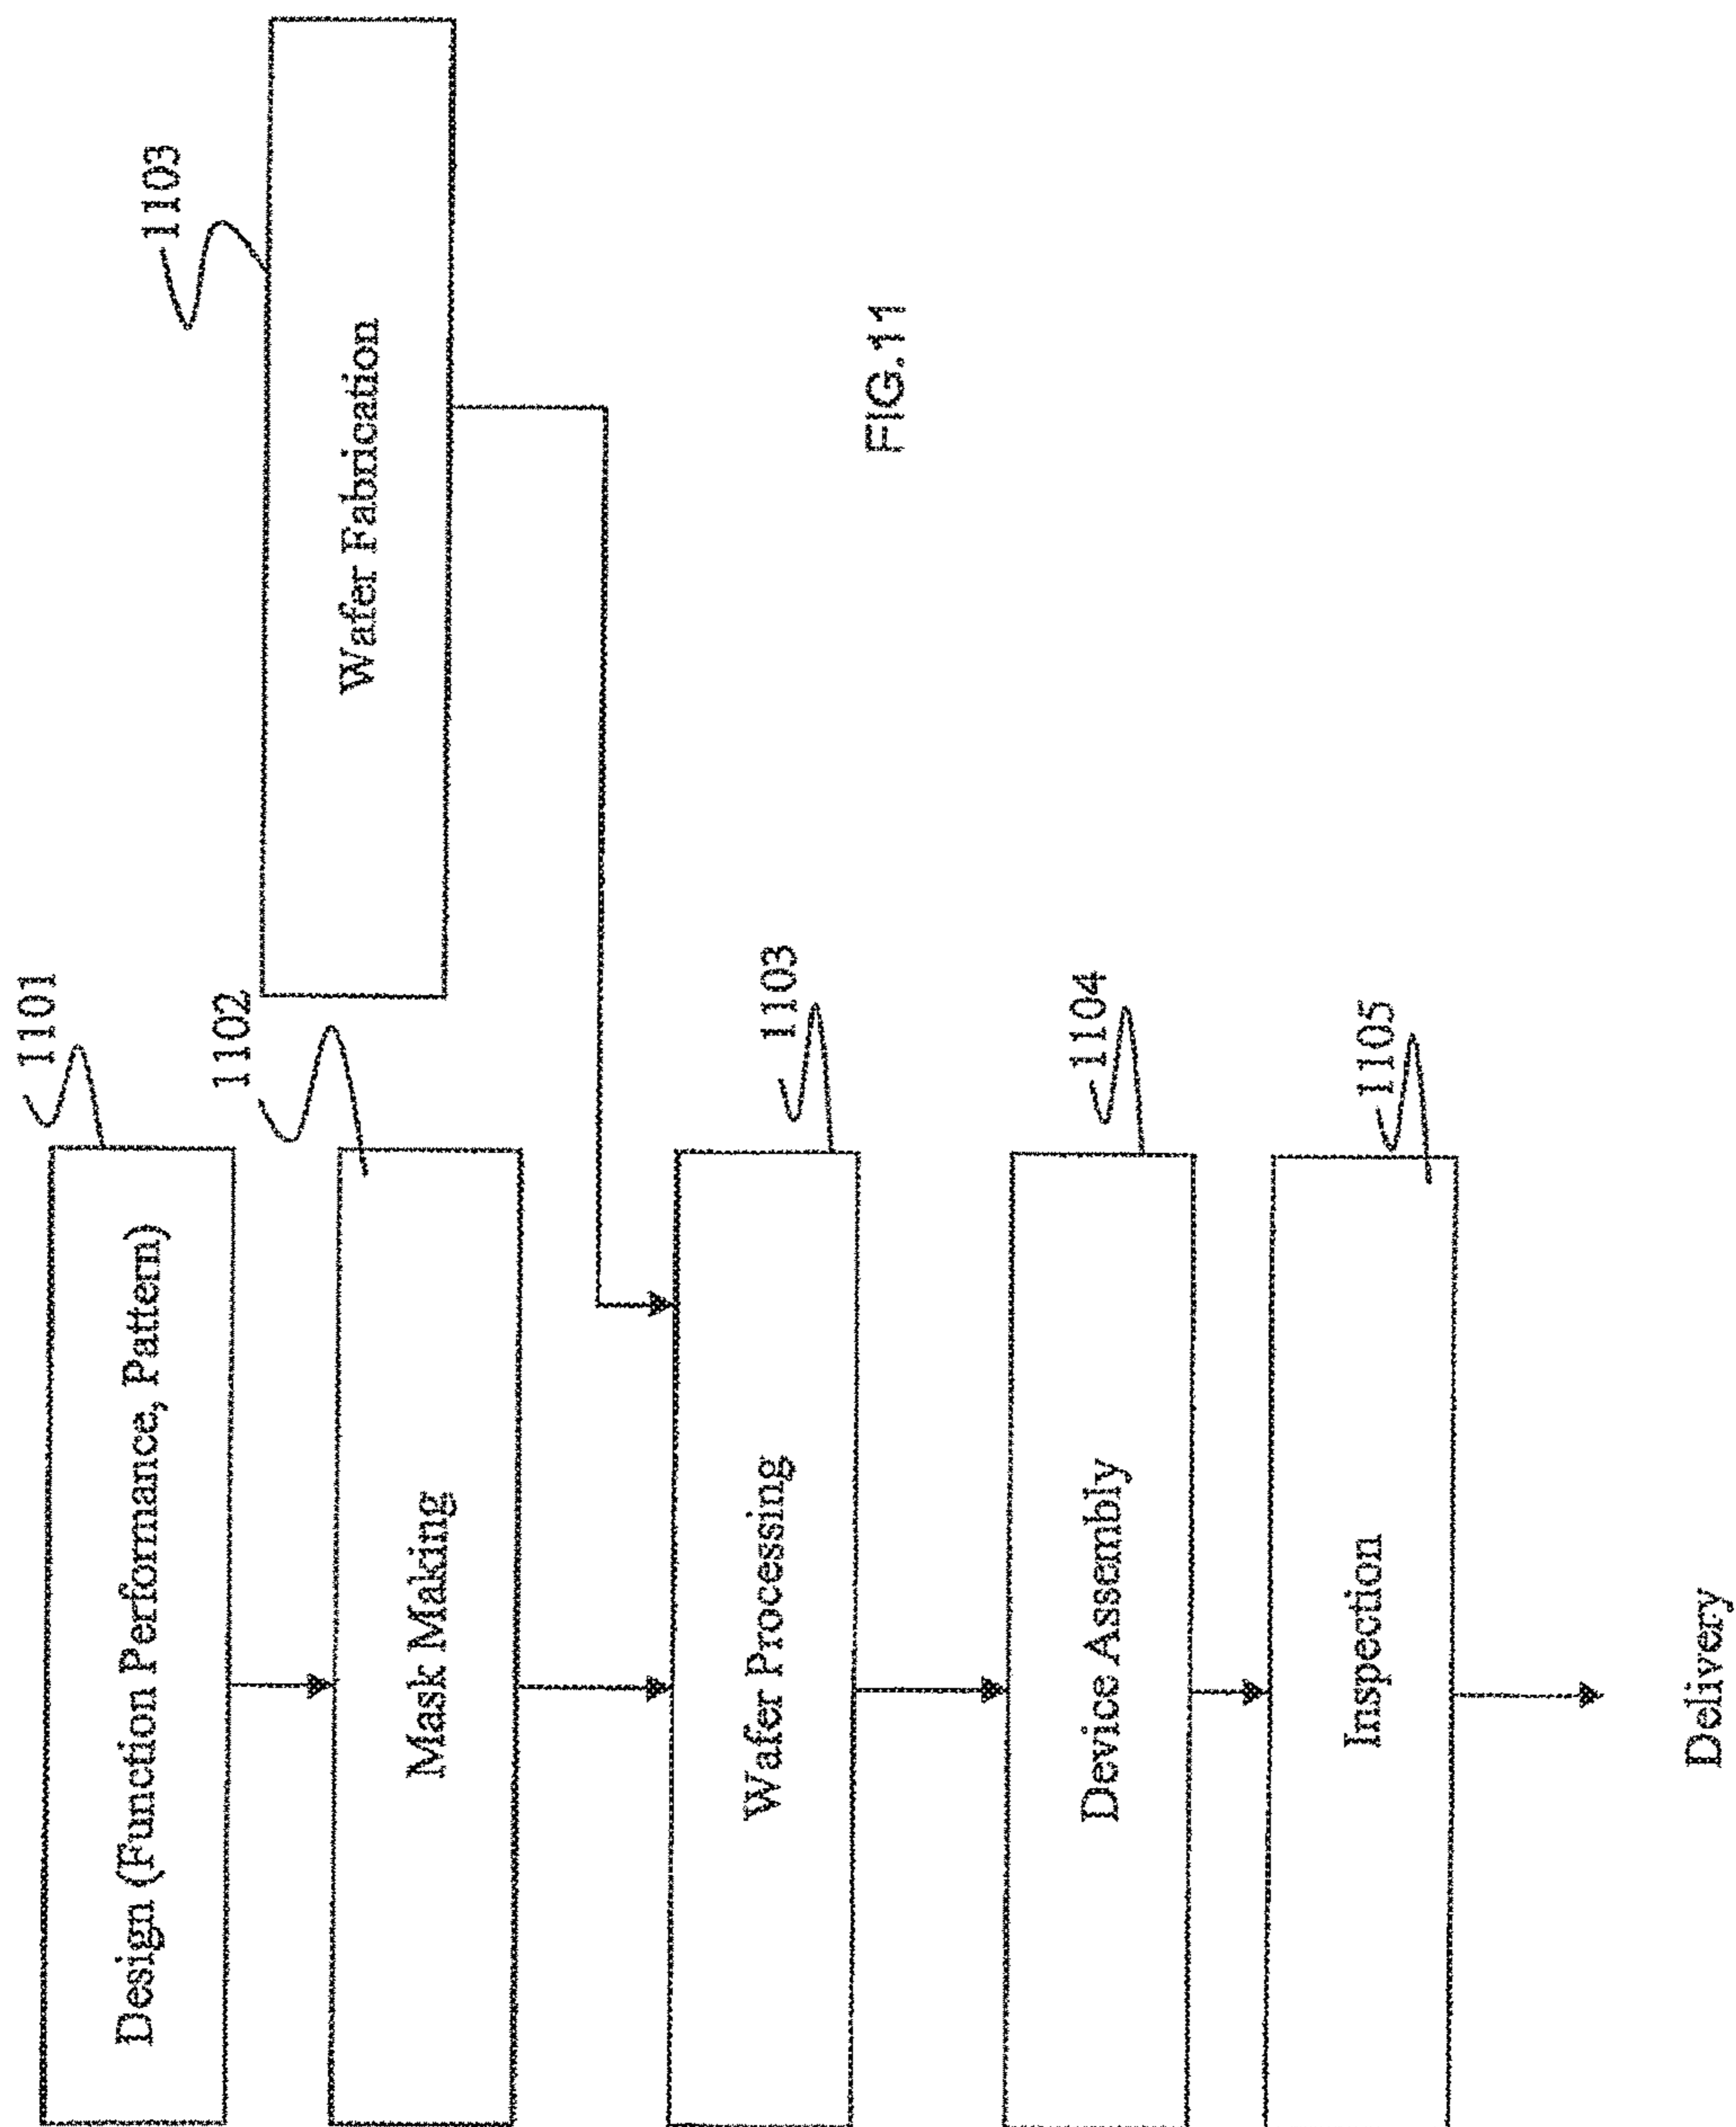 1101
Design (Function Performance, Pattern)
1102
Mask Making
1103
Wafer Fabrication
1103
Wafer Processing
1104
Device Assembly
1105
Inspection
Delivery
FIG.11